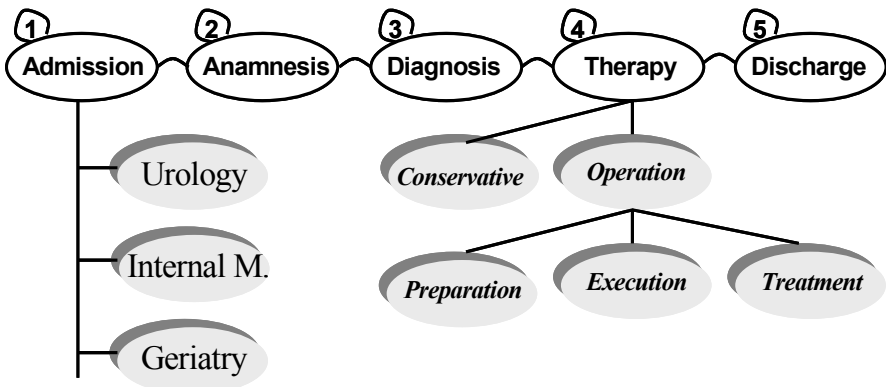 1 2 3 4 5
Admission Anamnesis Diagnosis Therapy Discharge
Urology Conservative Operation
Internal M. Preparation Execution Treatment
Geriatry